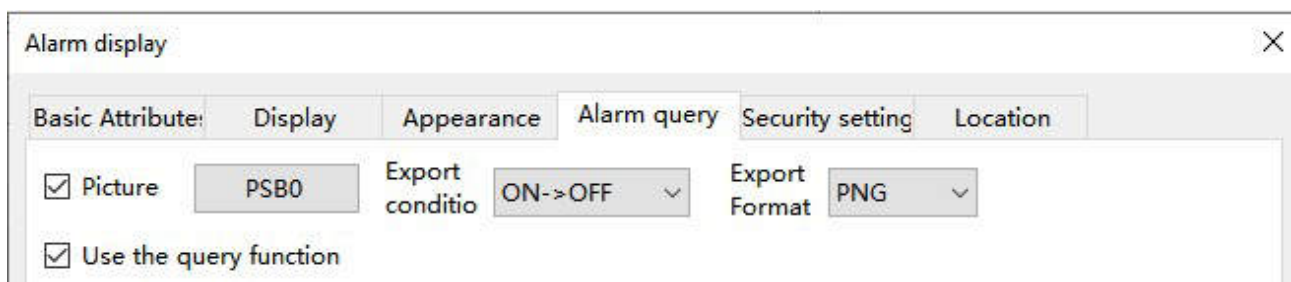 Alarm display
Basic Attribute Display Appearance Alarm query Security setting Location
Picture PSB0 Export conditio ON->OFF Export Format PNG
Use the query function